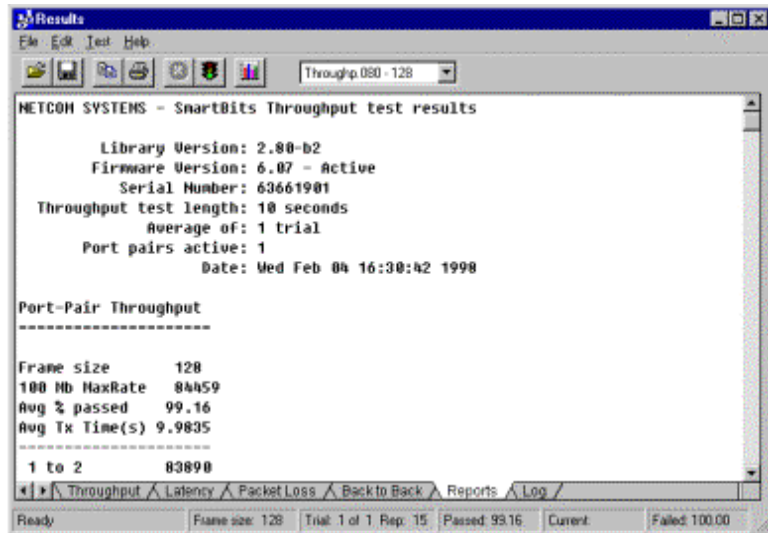 Results
File Edit Test Help
Throughp.080 - 128
NETCOM SYSTEMS - SmartBits Throughput test results
Library Version: 2.80-b2
Firmware Version: 6.07 - Active
Serial Number: 63661901
Throughput test length: 10 seconds
Average of: 1 trial
Port pairs active: 1
Date: Wed Feb 04 16:30:42 1998
Port-Pair Throughput
---------------------
Frame size 128
100 Mb MaxRate 84459
Avg % passed 99.16
Avg Tx Time(s) 9.9835
---------------------
1 to 2 83890
Throughput Latency Packet Loss Back to Back Reports Log
Ready Frame size: 128 Trial: 1 of 1 Rep: 15 Passed: 99.16 Current: Failed: 100.00